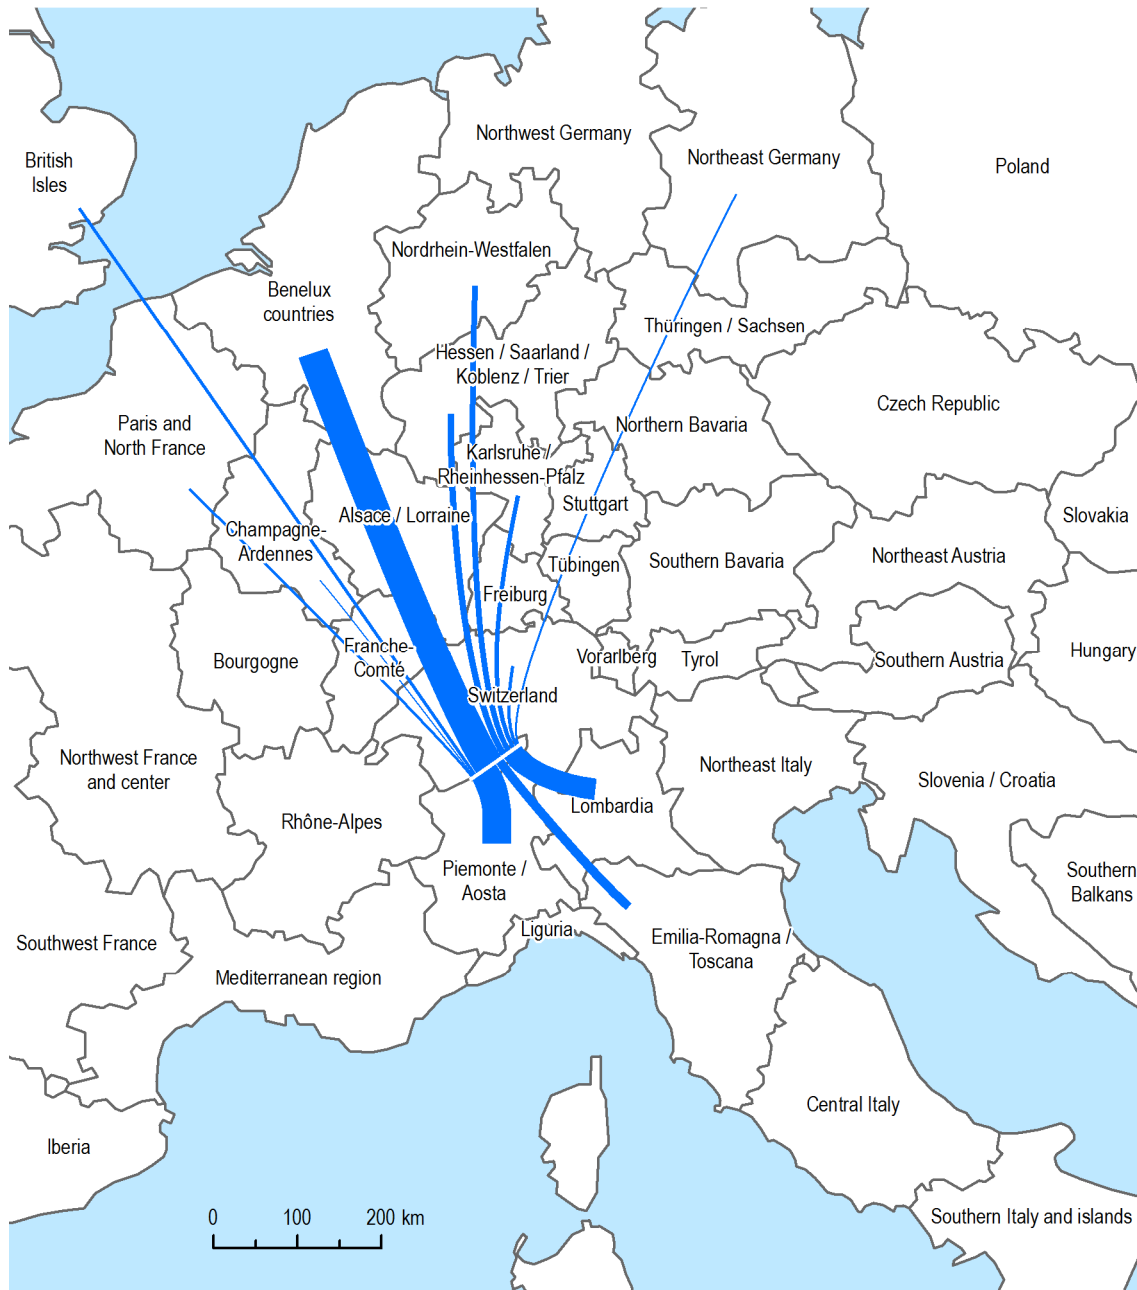 Northwest Germany
Northeast Germany
British
Isles
Poland
Nordrhein-Westfalen
Benelux
countries
Thüringen / Sachsen
Hessen / Saarland /
Koblenz / Trier
Czech Republic
Paris and
North France
Northern Bavaria
Karlsruhe /
Rheinhessen-Pfalz
Stuttgart
Slovakia
Alsace / Lorraine
Champagne-
Ardennes
Tübingen
Southern Bavaria
Northeast Austria
Freiburg
Franche-
Comté
Bourgogne
Vorarlberg
Tyrol
Southern Austria
Hungary
Switzerland
Northwest France
and center
Northeast Italy
Slovenia / Croatia
Lombardia
Rhône-Alpes
Piemonte /
Aosta
Southern
Balkans
Liguria
Southwest France
Emilia-Romagna /
Toscana
Mediterranean region
Central Italy
Iberia
Southern Italy and islands
0 100 200 km